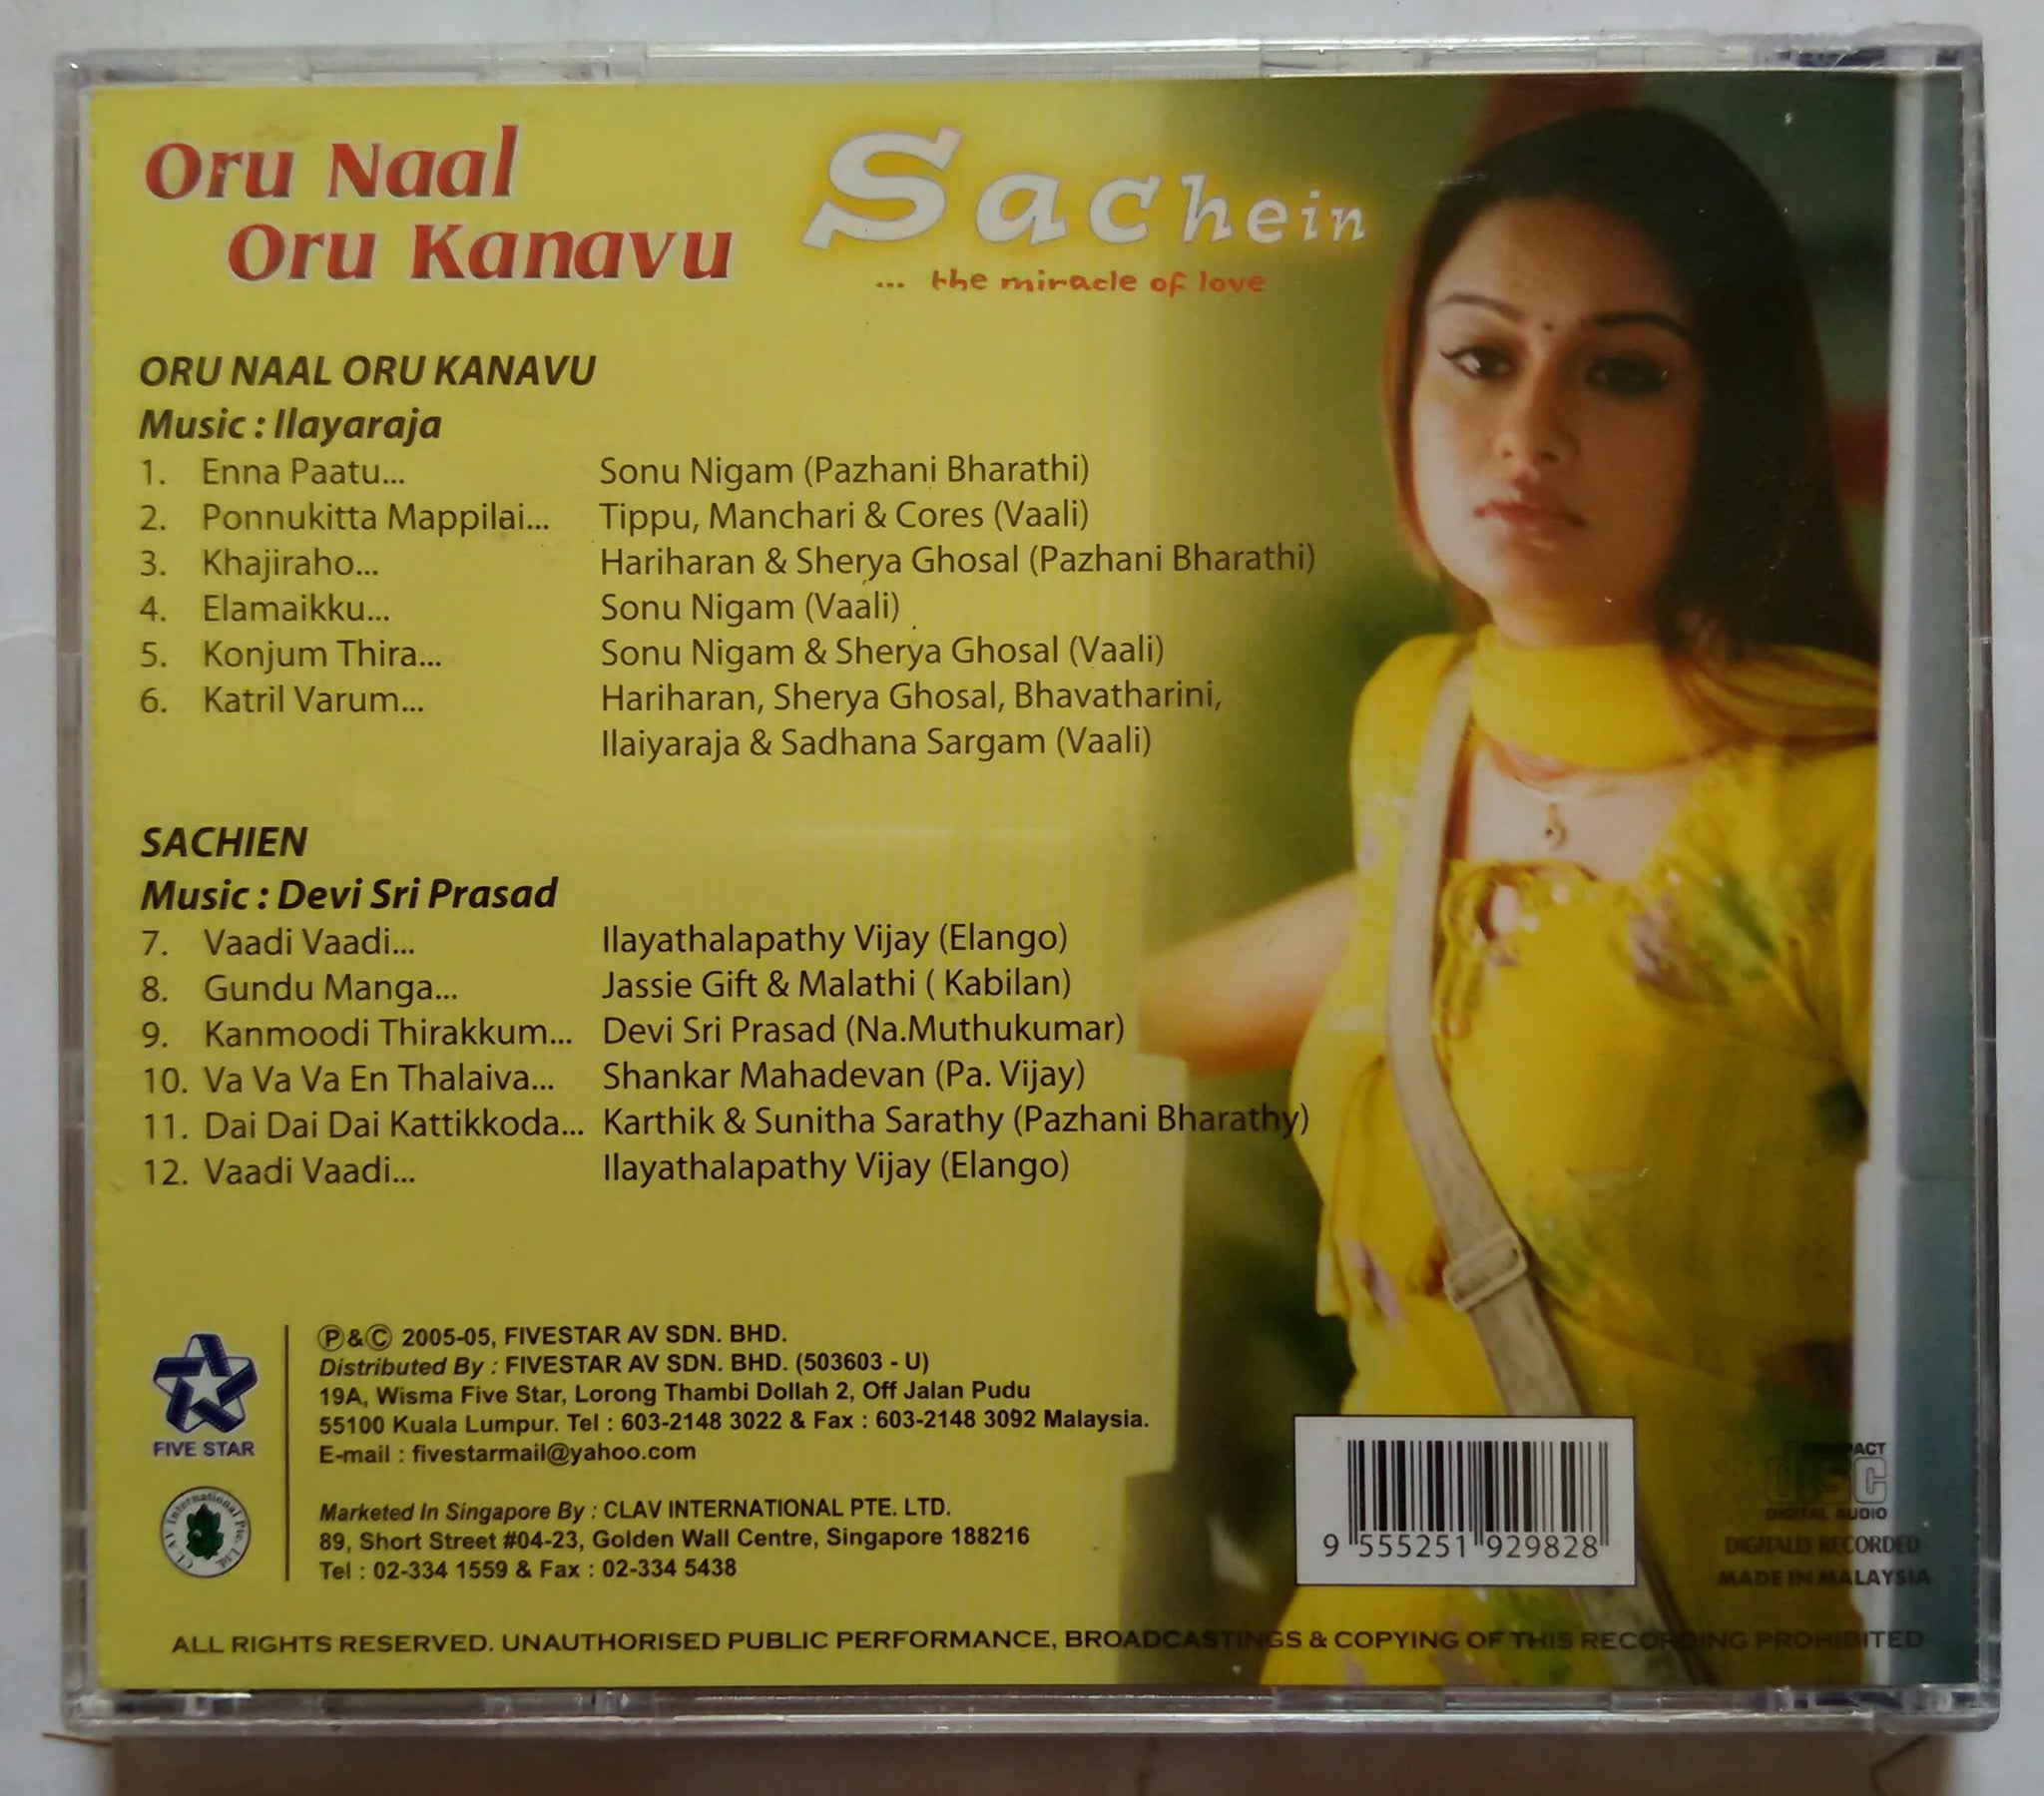 Oru Naal
Oru Kanavu
Sachein
... the miracle of love
ORU NAAL ORU KANAVU
Music : Ilayaraja
1. Enna Paatu... Sonu Nigam (Pazhani Bharathi)
2. Ponnukitta Mappilai... Tippu, Manchari & Cores (Vaali)
3. Khajiraho... Hariharan & Sherya Ghosal (Pazhani Bharathi)
4. Elamaikku... Sonu Nigam (Vaali)
5. Konjum Thira... Sonu Nigam & Sherya Ghosal (Vaali)
6. Katril Varum... Hariharan, Sherya Ghosal, Bhavatharini,
Ilaiyaraja & Sadhana Sargam (Vaali)
SACHIEN
Music : Devi Sri Prasad
7. Vaadi Vaadi... Ilayathalapathy Vijay (Elango)
8. Gundu Manga... Jassie Gift & Malathi ( Kabilan)
9. Kanmoodi Thirakkum... Devi Sri Prasad (Na.Muthukumar)
10. Va Va Va En Thalaiva... Shankar Mahadevan (Pa. Vijay)
11. Dai Dai Dai Kattikkoda... Karthik & Sunitha Sarathy (Pazhani Bharathy)
12. Vaadi Vaadi... Ilayathalapathy Vijay (Elango)
FIVE STAR
Ⓟ&Ⓒ 2005-05, FIVESTAR AV SDN. BHD.
Distributed By : FIVESTAR AV SDN. BHD. (503603 - U)
19A, Wisma Five Star, Lorong Thambi Dollah 2, Off Jalan Pudu
55100 Kuala Lumpur. Tel : 603-2148 3022 & Fax : 603-2148 3092 Malaysia.
E-mail : fivestarmail@yahoo.com
CLAV International Pte. Ltd.
Marketed In Singapore By : CLAV INTERNATIONAL PTE. LTD.
89, Short Street #04-23, Golden Wall Centre, Singapore 188216
Tel : 02-334 1559 & Fax : 02-334 5438
9 555251 929828
COMPACT
disc
DIGITAL AUDIO
DIGITALLY RECORDED
MADE IN MALAYSIA
ALL RIGHTS RESERVED. UNAUTHORISED PUBLIC PERFORMANCE, BROADCASTINGS & COPYING OF THIS RECORDING PROHIBITED